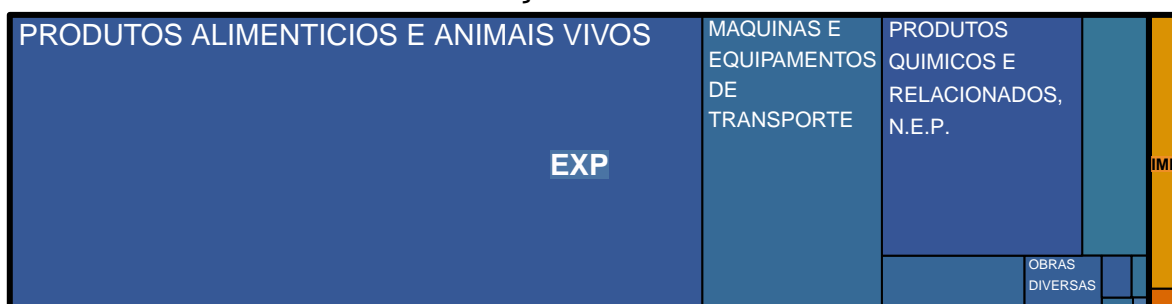 PRODUTOS ALIMENTICIOS E ANIMAIS VIVOS
MAQUINAS E
EQUIPAMENTOS
DE
TRANSPORTE
PRODUTOS
QUIMICOS E
RELACIONADOS,
N.E.P.
EXP
OBRAS
DIVERSAS